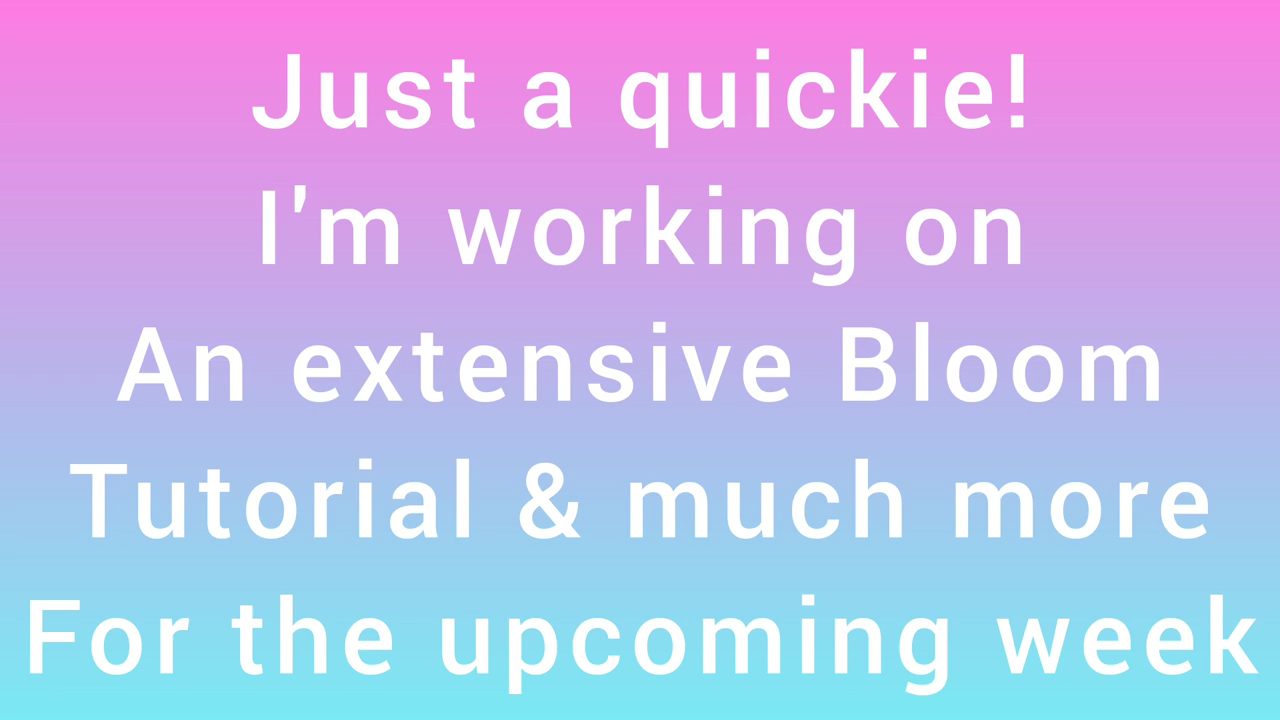 Just a quickie!
I'm working on
An extensive Bloom
Tutorial & much more
For the upcoming week